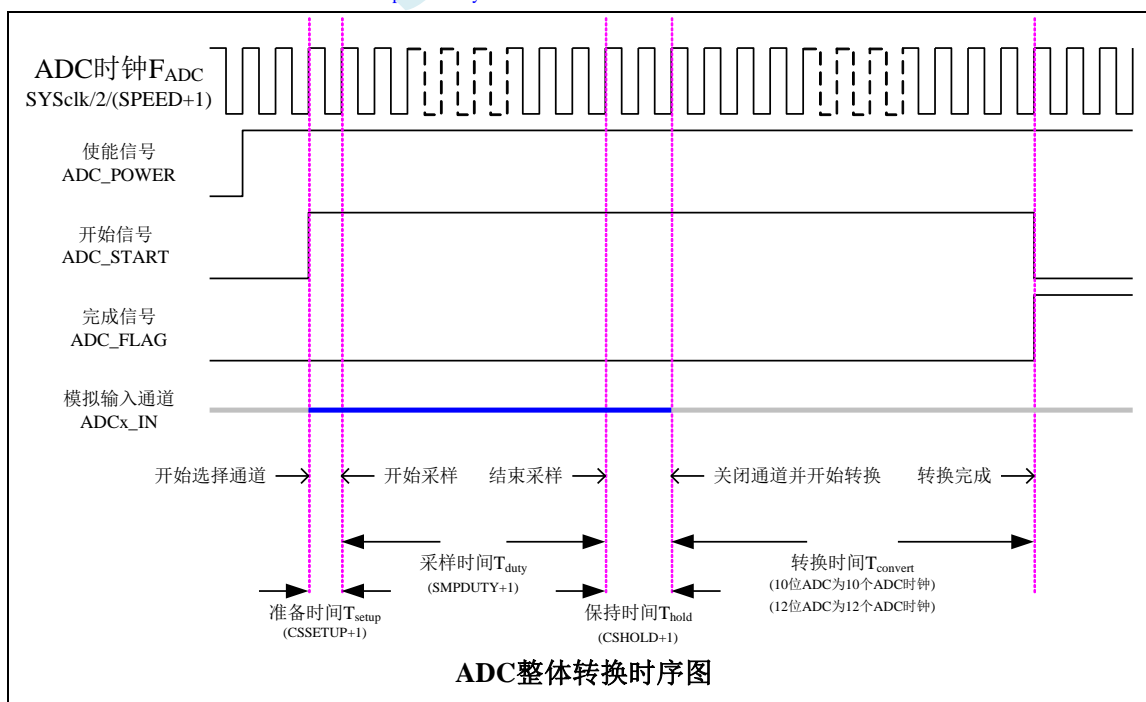 ADC时钟FADC
SYSclk/2/(SPEED+1)
使能信号
ADC_POWER
开始信号
ADC_START
完成信号
ADC_FLAG
模拟输入通道
ADCx_IN
开始选择通道 开始采样 结束采样 关闭通道并开始转换 转换完成
采样时间Tduty
(SMPDUTY+1)
转换时间Tconvert
(10位ADC为10个ADC时钟)
(12位ADC为12个ADC时钟)
准备时间Tsetup
(CSSETUP+1)
保持时间Thold
(CSHOLD+1)
ADC整体转换时序图